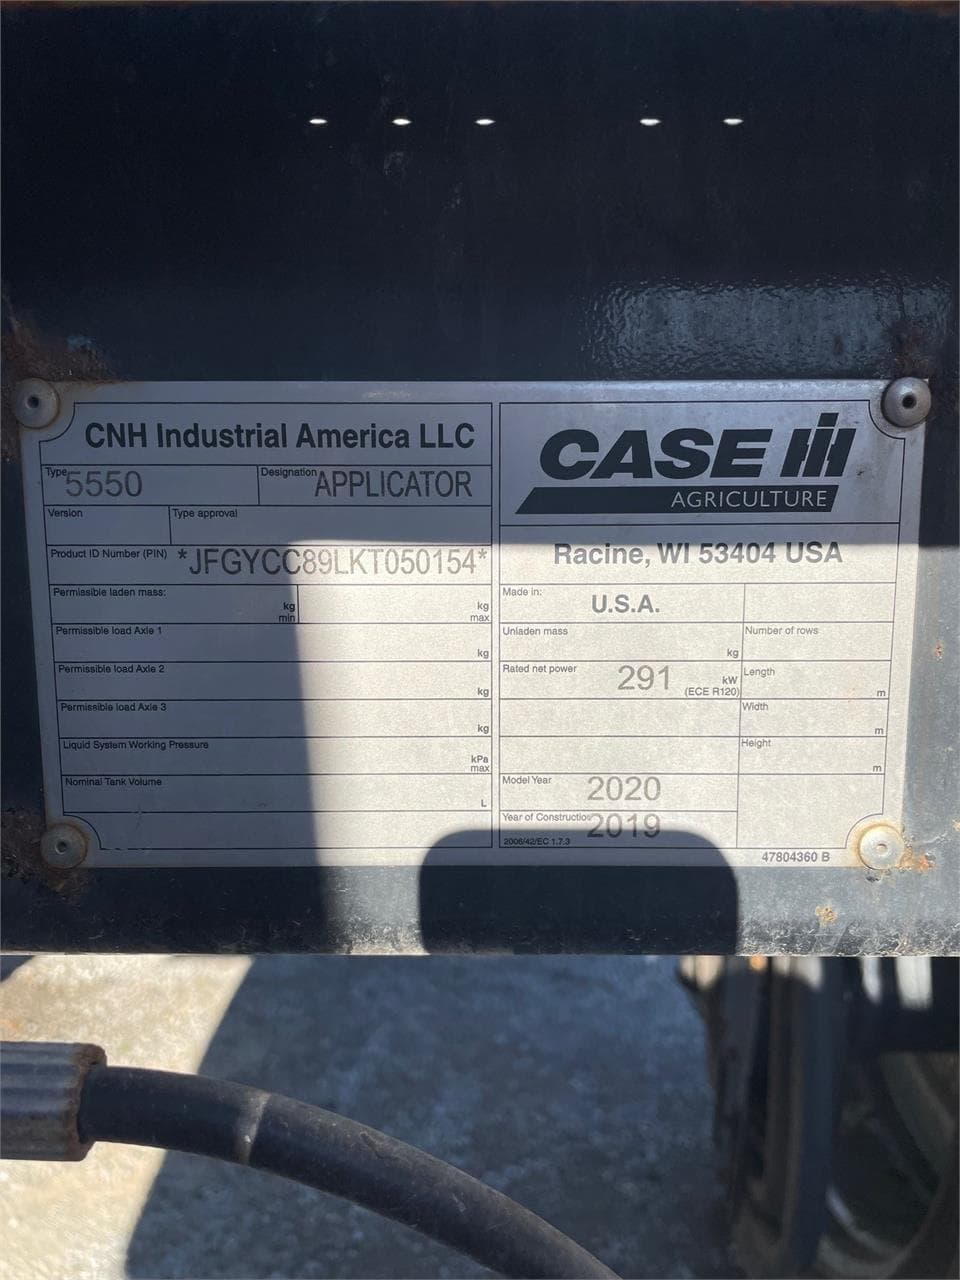 CNH Industrial America LLC
Type 5550 Designation APPLICATOR
Version Type approval
Product ID Number (PIN) *JFGYCC89LKT050154*
Permissible laden mass: kg min kg max
Permissible load Axle 1 kg
Permissible load Axle 2 kg
Permissible load Axle 3 kg
Liquid System Working Pressure kPa max
Nominal Tank Volume L
CASE IH
AGRICULTURE
Racine, WI 53404 USA
Made in: U.S.A.
Unladen mass kg Number of rows
Rated net power 291 kW (ECE R120) Length m
Width m
Height m
Model Year 2020
Year of Construction 2019
2006/42/EC 1.7.3
47804360 B